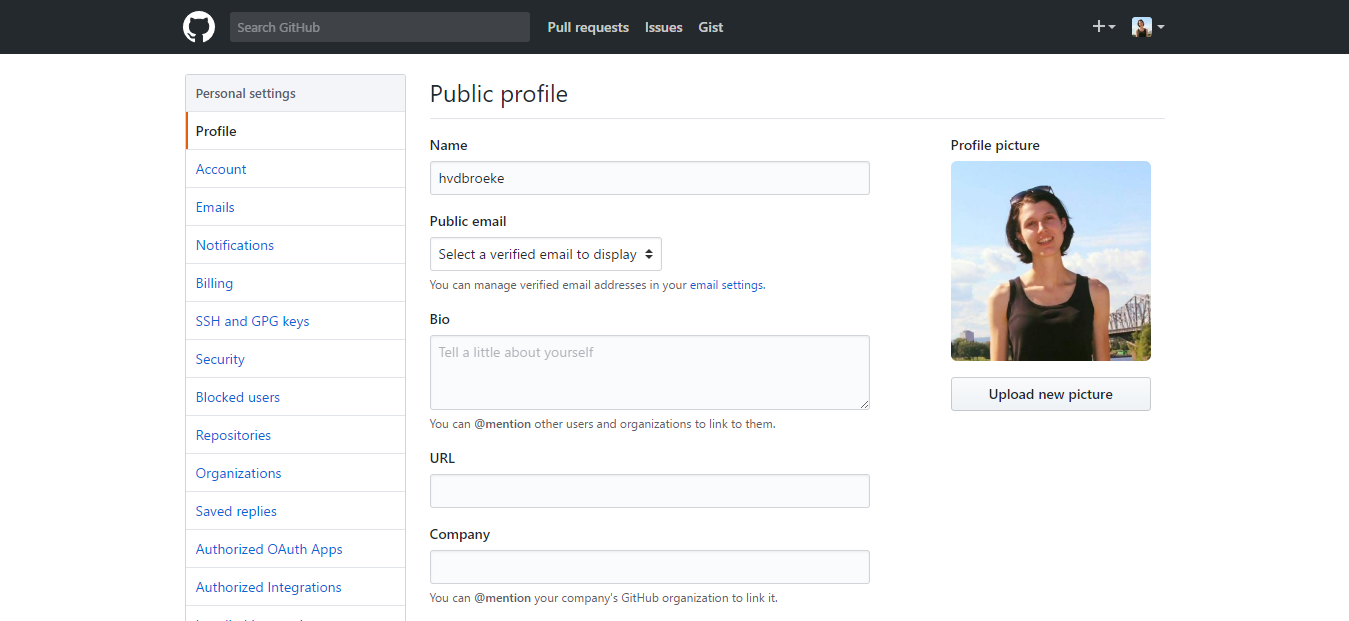 Search GitHub
Pull requests
Issues
Gist
Personal settings
Profile
Account
Emails
Notifications
Billing
SSH and GPG keys
Security
Blocked users
Repositories
Organizations
Saved replies
Authorized OAuth Apps
Authorized Integrations
Public profile
Name
hvdbroeke
Public email
Select a verified email to display
You can manage verified email addresses in your email settings.
Bio
Tell a little about yourself
You can @mention other users and organizations to link to them.
URL
Company
You can @mention your company's GitHub organization to link it.
Profile picture
Upload new picture